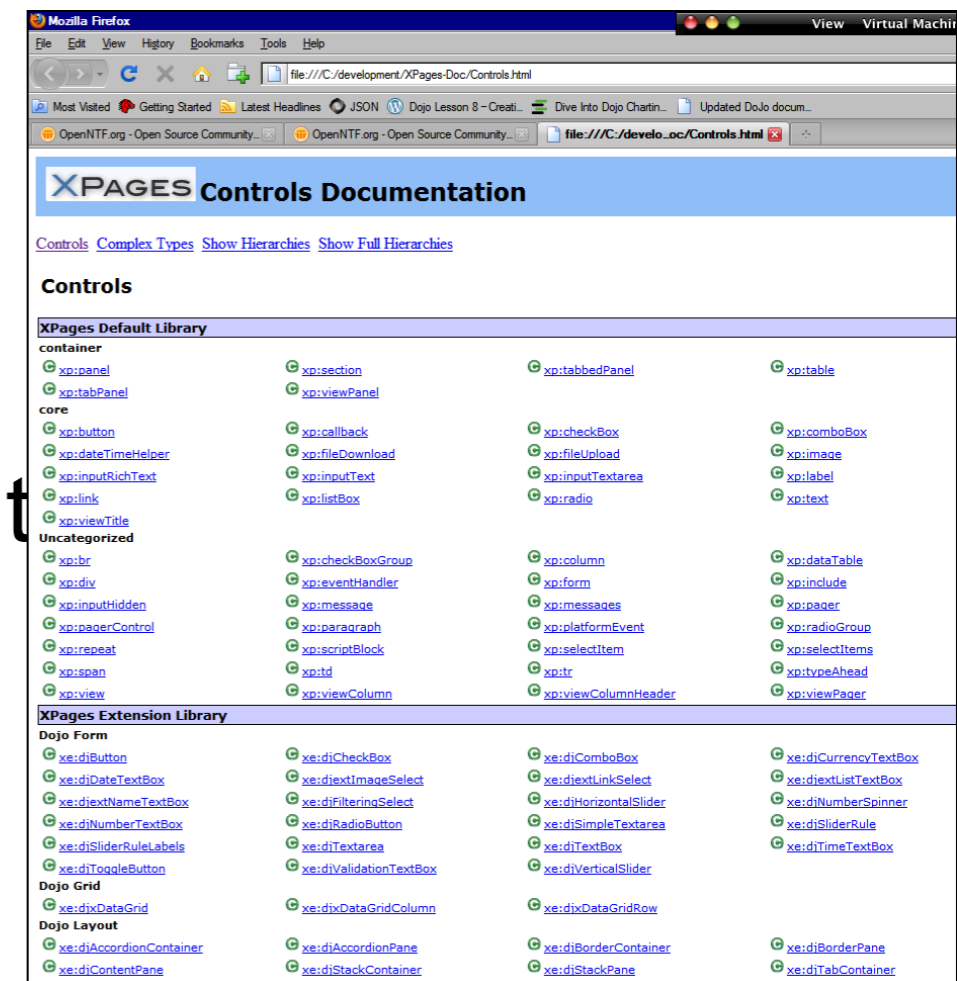 Mozilla Firefox
View Virtual Machin
File Edit View History Bookmarks Tools Help
file:///C:/development/XPages-Doc/Controls.html
Most Visited Getting Started Latest Headlines JSON Dojo Lesson 8 – Creati... Dive Into Dojo Chartin... Updated DoJo docum...
OpenNTF.org - Open Source Community... OpenNTF.org - Open Source Community... file:///C:/develo...oc/Controls.html
XPAGES Controls Documentation
Controls Complex Types Show Hierarchies Show Full Hierarchies
Controls
XPages Default Library
container
xp:panel xp:section xp:tabbedPanel xp:table
xp:tabPanel xp:viewPanel
core
xp:button xp:callback xp:checkBox xp:comboBox
xp:dateTimeHelper xp:fileDownload xp:fileUpload xp:image
xp:inputRichText xp:inputText xp:inputTextarea xp:label
t
xp:link xp:listBox xp:radio xp:text
xp:viewTitle
Uncategorized
xp:br xp:checkBoxGroup xp:column xp:dataTable
xp:div xp:eventHandler xp:form xp:include
xp:inputHidden xp:message xp:messages xp:pager
xp:pagerControl xp:paragraph xp:platformEvent xp:radioGroup
xp:repeat xp:scriptBlock xp:selectItem xp:selectItems
xp:span xp:td xp:tr xp:typeAhead
xp:view xp:viewColumn xp:viewColumnHeader xp:viewPager
XPages Extension Library
Dojo Form
xe:djButton xe:djCheckBox xe:djComboBox xe:djCurrencyTextBox
xe:djDateTextBox xe:djextImageSelect xe:djextLinkSelect xe:djextListTextBox
xe:djextNameTextBox xe:djFilteringSelect xe:djHorizontalSlider xe:djNumberSpinner
xe:djNumberTextBox xe:djRadioButton xe:djSimpleTextarea xe:djSliderRule
xe:djSliderRuleLabels xe:djTextarea xe:djTextBox xe:djTimeTextBox
xe:djToggleButton xe:djValidationTextBox xe:djVerticalSlider
Dojo Grid
xe:djxDataGrid xe:djxDataGridColumn xe:djxDataGridRow
Dojo Layout
xe:djAccordionContainer xe:djAccordionPane xe:djBorderContainer xe:djBorderPane
xe:djContentPane xe:djStackContainer xe:djStackPane xe:djTabContainer